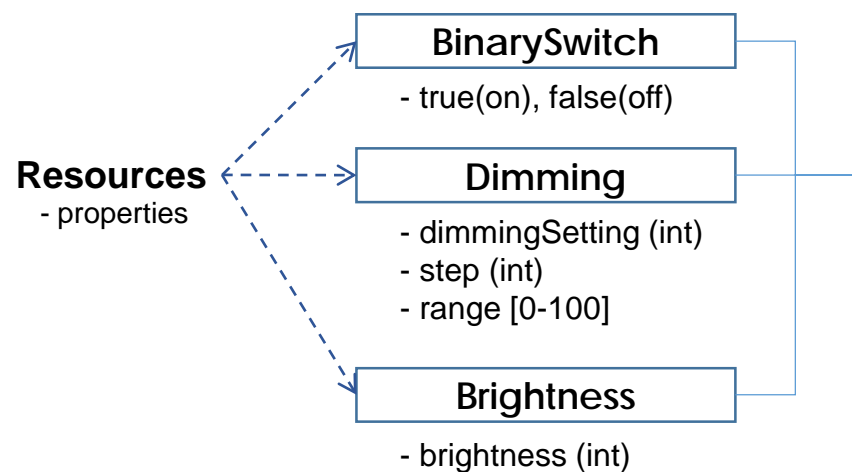 BinarySwitch
- true(on), false(off)
Resources
- properties
Dimming
- dimmingSetting (int)
- step (int)
- range [0-100]
Brightness
- brightness (int)